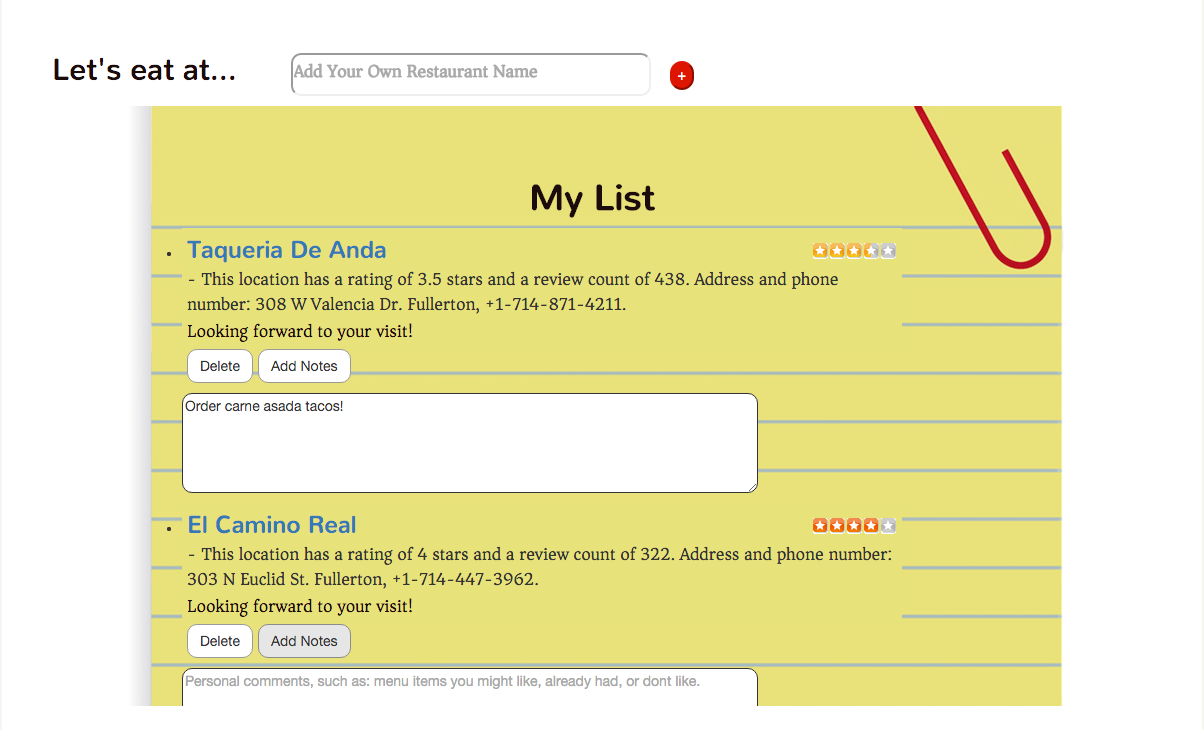 Let's eat at...
Add Your Own Restaurant Name
+
My List
Taqueria De Anda
- This location has a rating of 3.5 stars and a review count of 438. Address and phone
number: 308 W Valencia Dr. Fullerton, +1-714-871-4211.
Looking forward to your visit!
Delete Add Notes
Order carne asada tacos!
El Camino Real
- This location has a rating of 4 stars and a review count of 322. Address and phone number:
303 N Euclid St. Fullerton, +1-714-447-3962.
Looking forward to your visit!
Delete Add Notes
Personal comments, such as: menu items you might like, already had, or dont like.